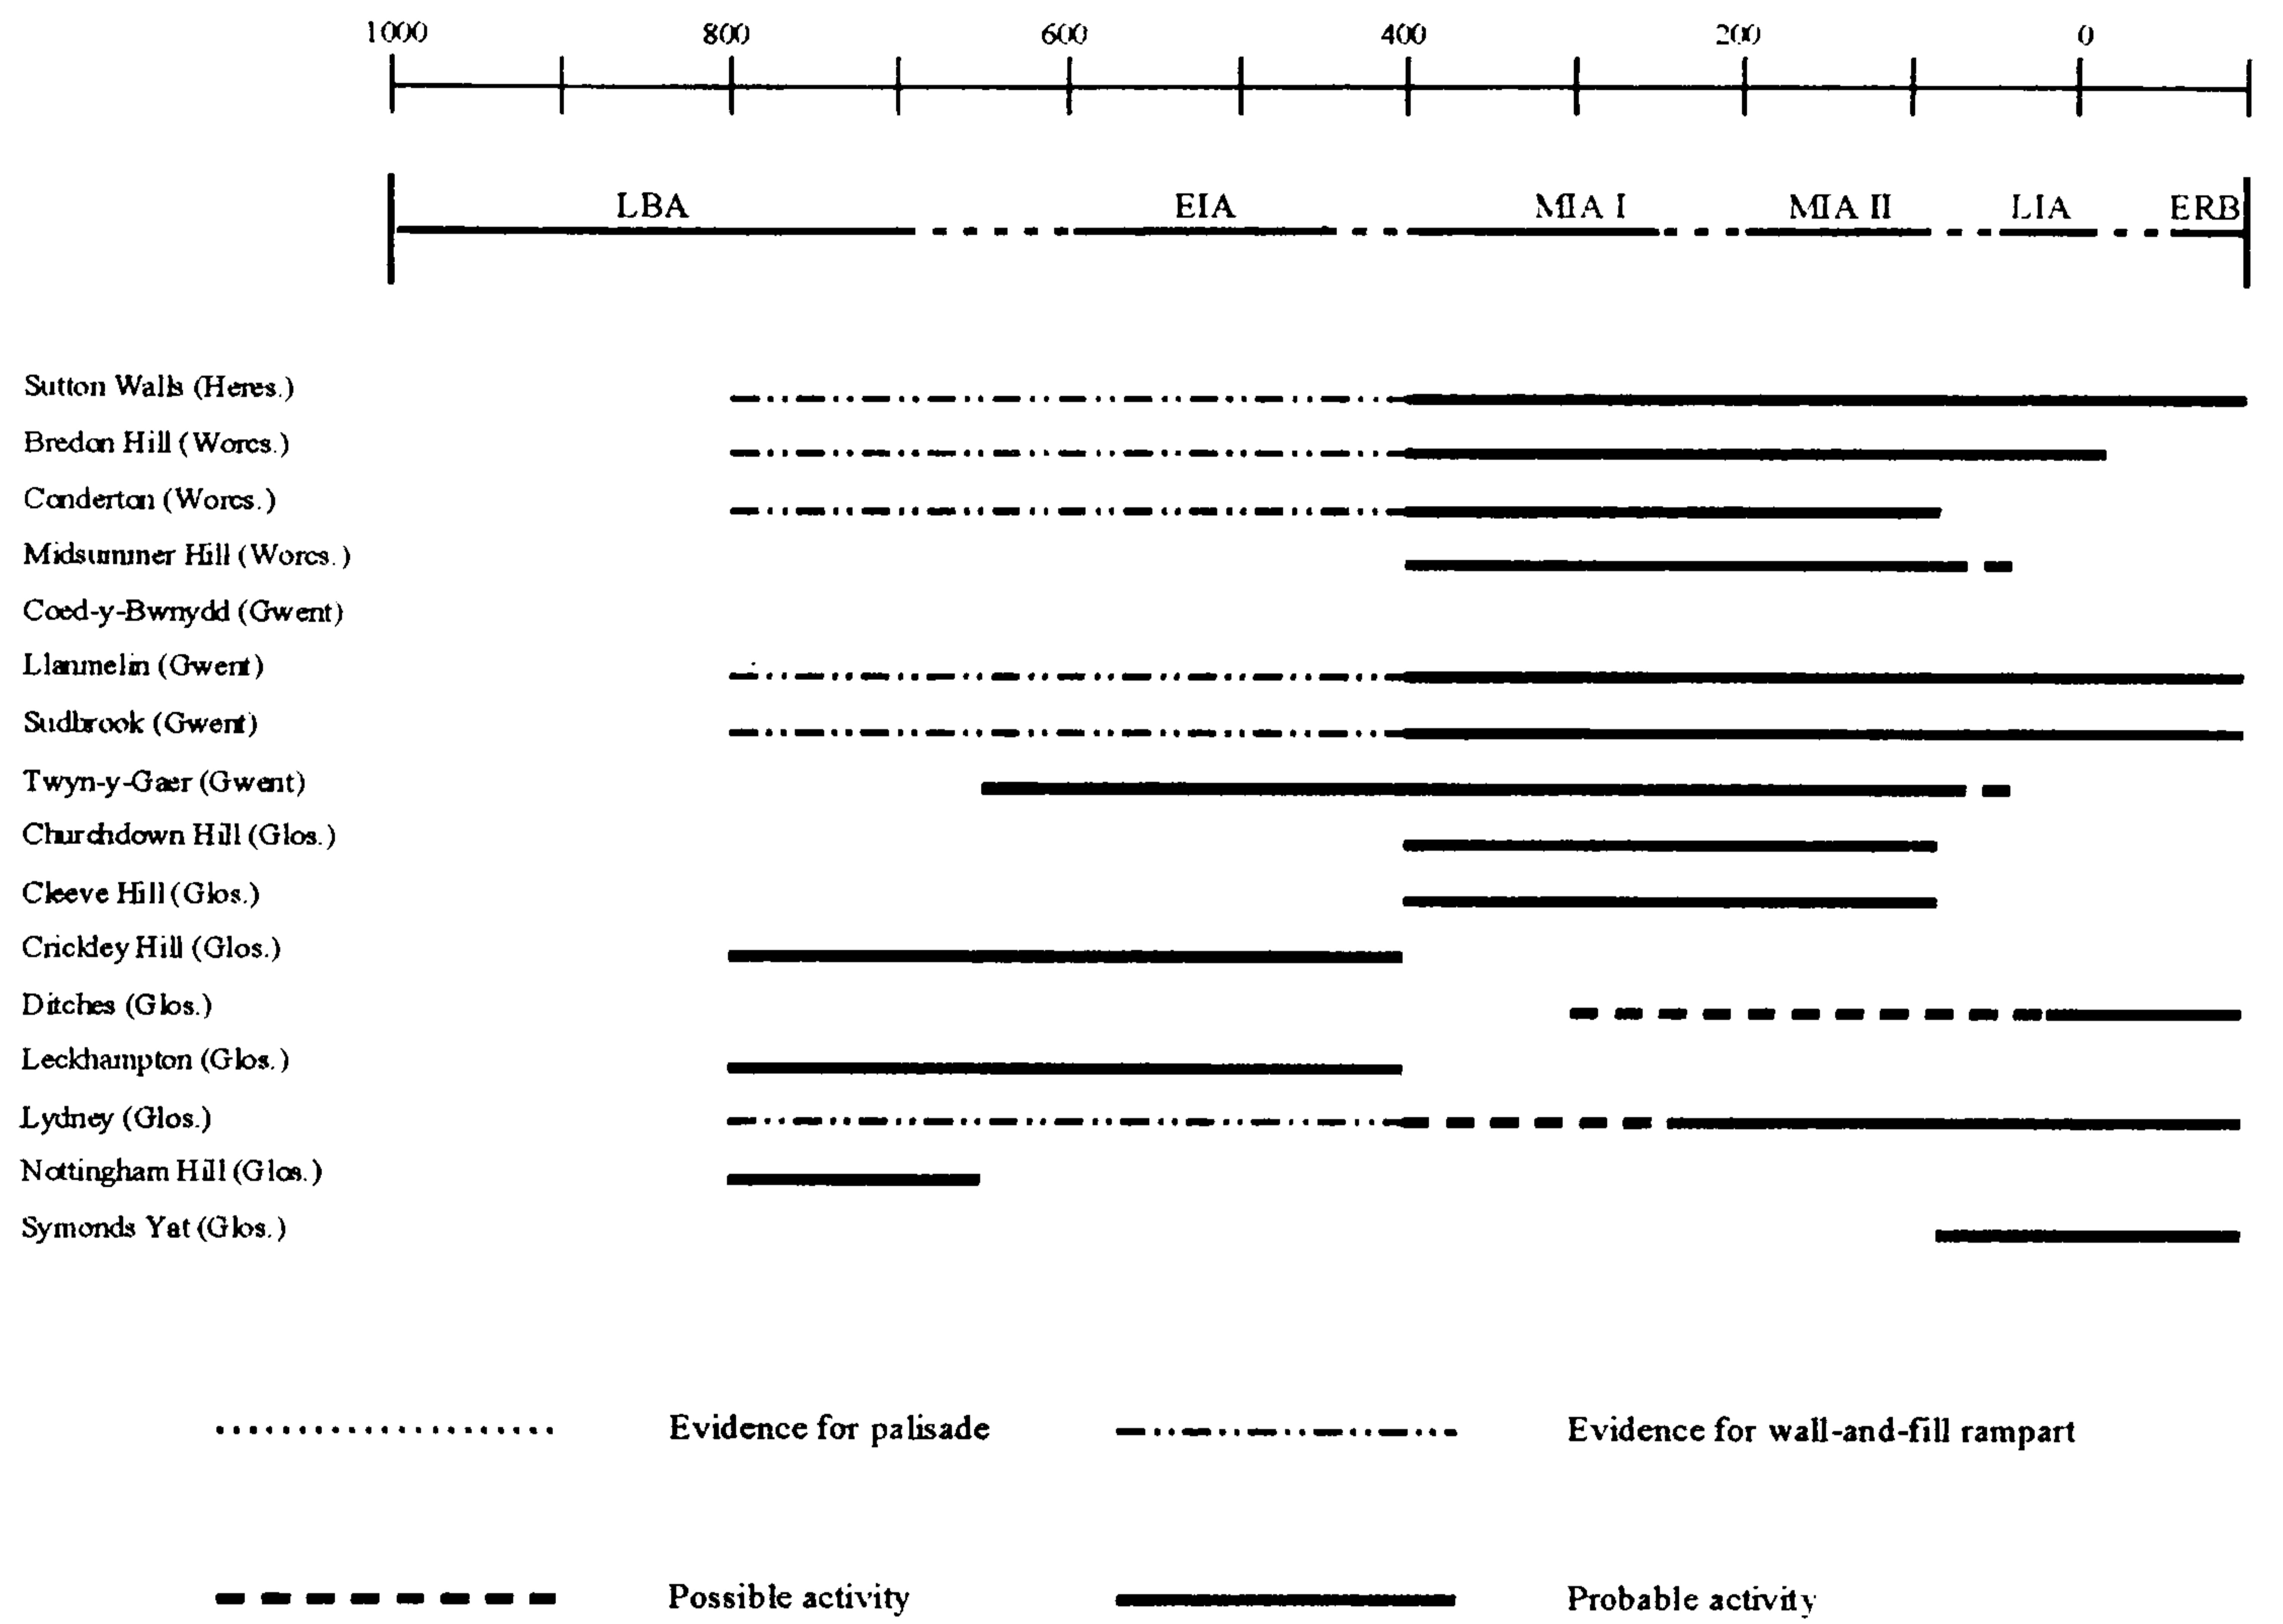 1000 800 600 400 200 0
LBA EIA MIA I MIA II LIA ERB
Sutton Walls (Heres.)
Bredon Hill (Worcs.)
Conderton (Worcs.)
Midsummer Hill (Worcs.)
Coed-y-Bwnydd (Gwent)
Llanmelin (Gwent)
Sudbrook (Gwent)
Twyn-y-Gaer (Gwent)
Churchdown Hill (Glos.)
Cleeve Hill (Glos.)
Crickley Hill (Glos.)
Ditches (Glos.)
Leckhampton (Glos.)
Lydney (Glos.)
Nottingham Hill (Glos.)
Symonds Yat (Glos.)
Evidence for palisade Evidence for wall-and-fill rampart
Possible activity Probable activity